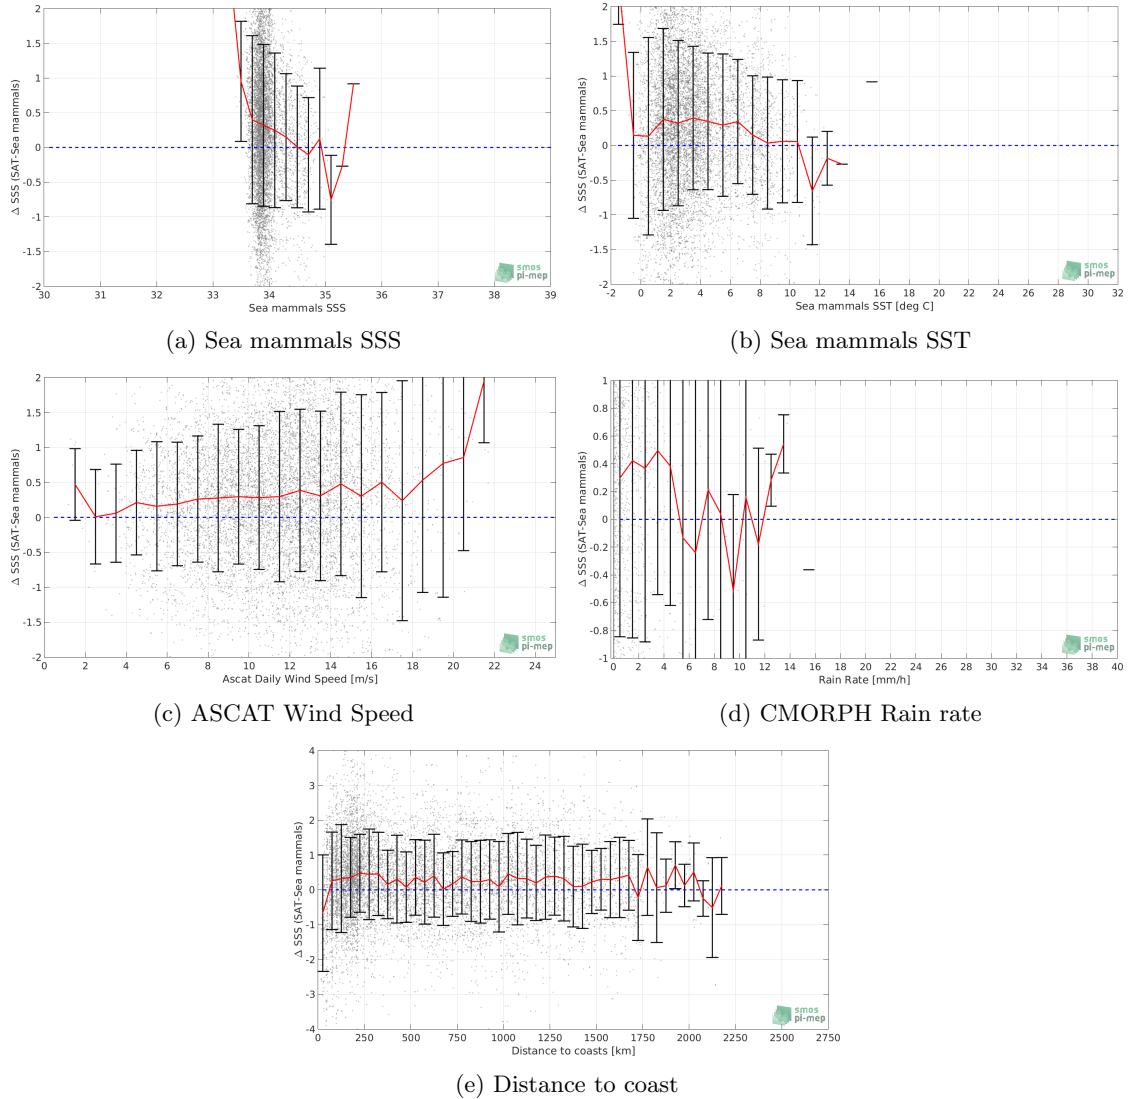 Δ SSS (SAT-Sea mammals)
2
1.5
1
0.5
0
-0.5
-1
-1.5
-2
30 31 32 33 34 35 36 37 38 39
Sea mammals SSS
smos
pi-mep
(a) Sea mammals SSS
Δ SSS (SAT-Sea mammals)
2
1.5
1
0.5
0
-0.5
-1
-1.5
-2
-2 0 2 4 6 8 10 12 14 16 18 20 22 24 26 28 30 32
Sea mammals SST [deg C]
smos
pi-mep
(b) Sea mammals SST
Δ SSS (SAT-Sea mammals)
2
1.5
1
0.5
0
-0.5
-1
-1.5
-2
0 2 4 6 8 10 12 14 16 18 20 22 24
Ascat Daily Wind Speed [m/s]
smos
pi-mep
(c) ASCAT Wind Speed
Δ SSS (SAT-Sea mammals)
1
0.8
0.6
0.4
0.2
0
-0.2
-0.4
-0.6
-0.8
-1
0 2 4 6 8 10 12 14 16 18 20 22 24 26 28 30 32 34 36 38 40
Rain Rate [mm/h]
smos
pi-mep
(d) CMORPH Rain rate
Δ SSS (SAT-Sea mammals)
4
3
2
1
0
-1
-2
-3
-4
0 250 500 750 1000 1250 1500 1750 2000 2250 2500 2750
Distance to coasts [km]
smos
pi-mep
(e) Distance to coast